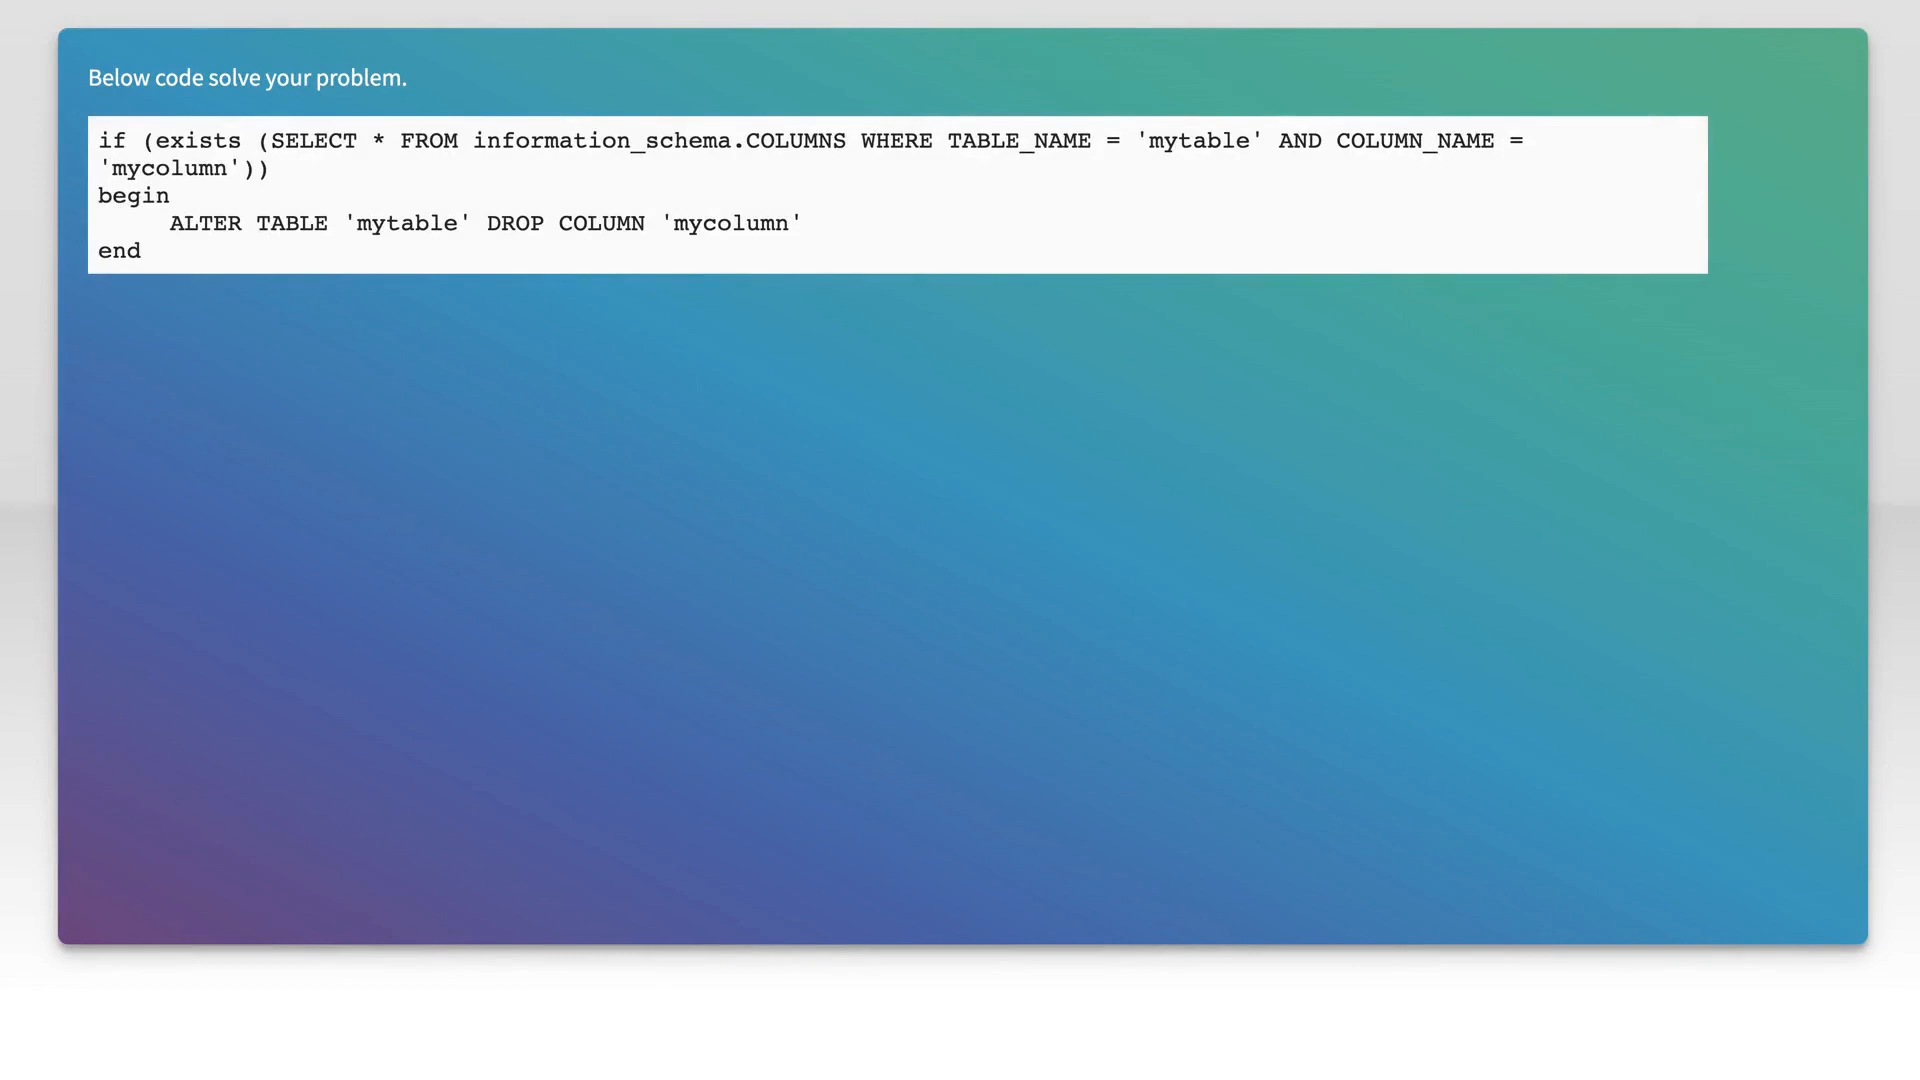 Below code solve your problem.
if (exists (SELECT * FROM information_schema.COLUMNS WHERE TABLE_NAME = 'mytable' AND COLUMN_NAME =
'mycolumn'))
begin
     ALTER TABLE 'mytable' DROP COLUMN 'mycolumn'
end